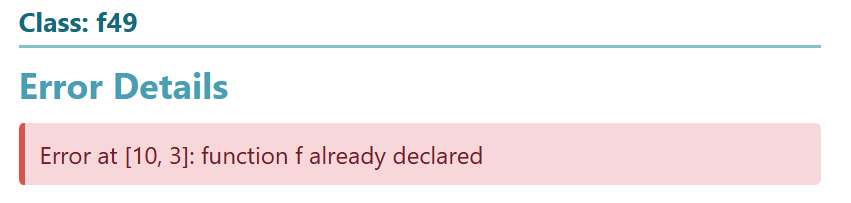 Class: f49
Error Details
Error at [10, 3]: function f already declared